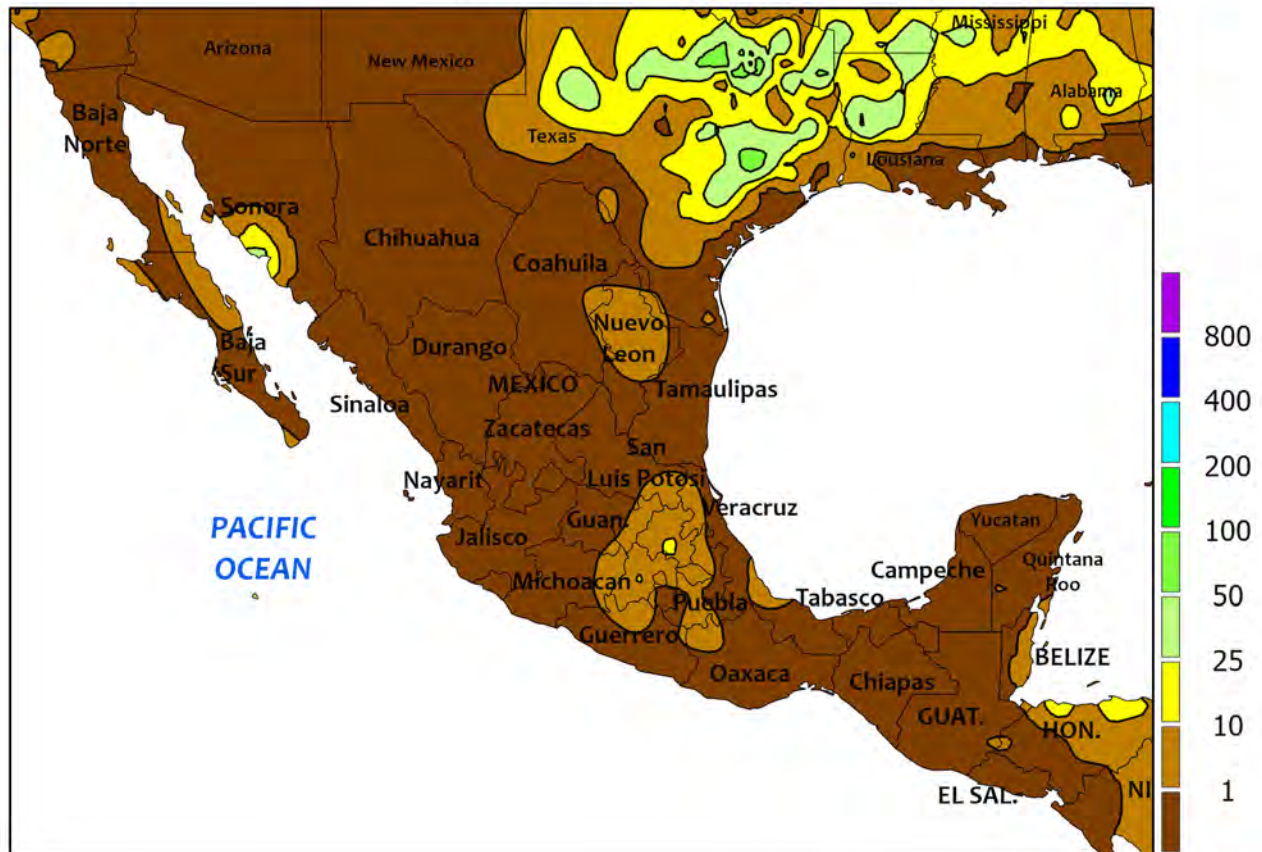 Mississippi
Arizona
New Mexico
Alabama
Baja
Norte
Texas
Lousiana
Sonora
Chihuahua
Coahuila
Nuevo
Leon
Durango
Baja
Sur
MEXICO
Tamaulipas
Sinaloa
Zacatecas
San
Luis Potosi
Nayarit
Veracruz
Guan.
Jalisco
PACIFIC
OCEAN
Yucatan
Campeche
Quintana
Roo
Michoacan
Puebla
Tabasco
Guerrero
BELIZE
Oaxaca
Chiapas
GUAT.
HON.
EL SAL.
NI
800
400
200
100
50
25
10
1